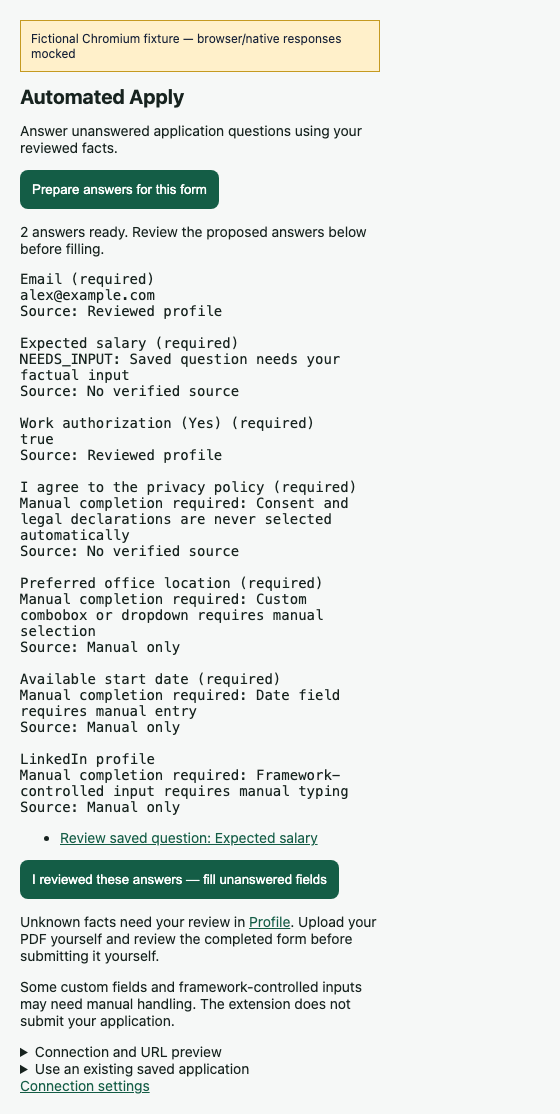 Fictional Chromium fixture — browser/native responses
mocked
Automated Apply
Answer unanswered application questions using your
reviewed facts.
Prepare answers for this form
2 answers ready. Review the proposed answers below
before filling.
Email (required)
alex@example.com
Source: Reviewed profile
Expected salary (required)
NEEDS_INPUT: Saved question needs your
factual input
Source: No verified source
Work authorization (Yes) (required)
true
Source: Reviewed profile
I agree to the privacy policy (required)
Manual completion required: Consent and
legal declarations are never selected
automatically
Source: No verified source
Preferred office location (required)
Manual completion required: Custom
combobox or dropdown requires manual
selection
Source: Manual only
Available start date (required)
Manual completion required: Date field
requires manual entry
Source: Manual only
LinkedIn profile
Manual completion required: Framework-
controlled input requires manual typing
Source: Manual only
Review saved question: Expected salary
I reviewed these answers — fill unanswered fields
Unknown facts need your review in Profile. Upload your
PDF yourself and review the completed form before
submitting it yourself.
Some custom fields and framework-controlled inputs
may need manual handling. The extension does not
submit your application.
Connection and URL preview
Use an existing saved application
Connection settings